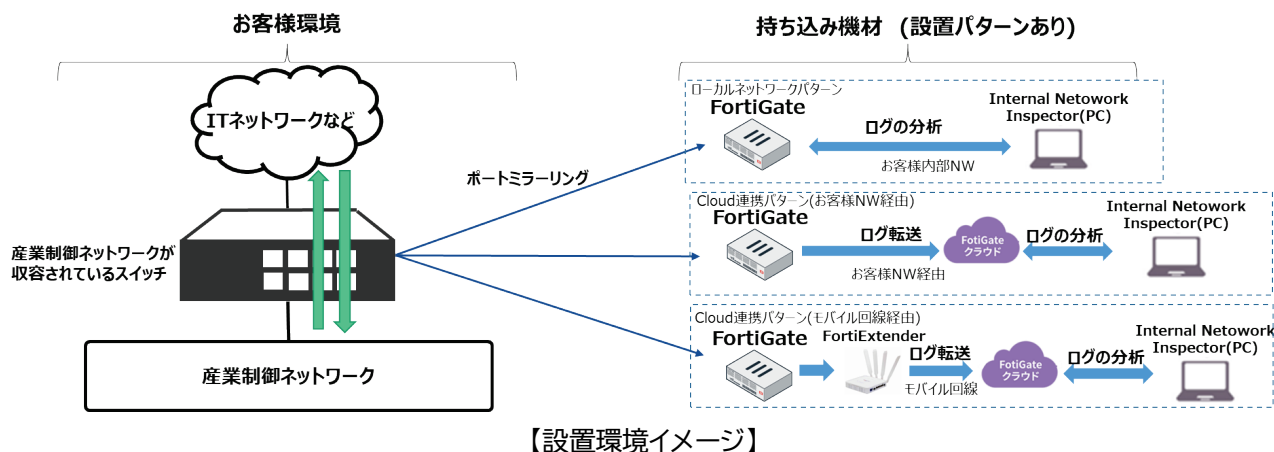 お客様環境
持ち込み機材 (設置パターンあり)
ITネットワークなど
産業制御ネットワークが
収容されているスイッチ
産業制御ネットワーク
ポートミラーリング
ローカルネットワークパターン
FortiGate
ログの分析
お客様内部NW
Internal Netowork
Inspector(PC)
Cloud連携パターン(お客様NW経由)
FortiGate
ログ転送
お客様NW経由
FotiGate
クラウド
ログの分析
Internal Network
Inspector(PC)
Cloud連携パターン(モバイル回線経由)
FortiGate
FortiExtender
ログ転送
モバイル回線
FotiGate
クラウド
ログの分析
Internal Network
Inspector(PC)
【設置環境イメージ】